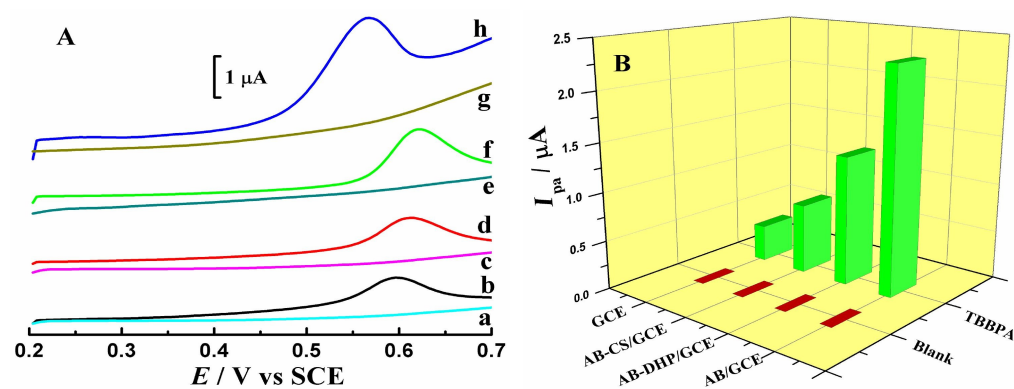 A
1 μA
h
g
f
e
d
c
b
a
0.2 0.3 0.4 0.5 0.6 0.7
E / V vs SCE
B
2.5
2.0
1.5
1.0
0.5
0.0
I pa / μA
GCE
AB-CS/GCE
AB-DHP/GCE
AB/GCE
Blank
TBBPA